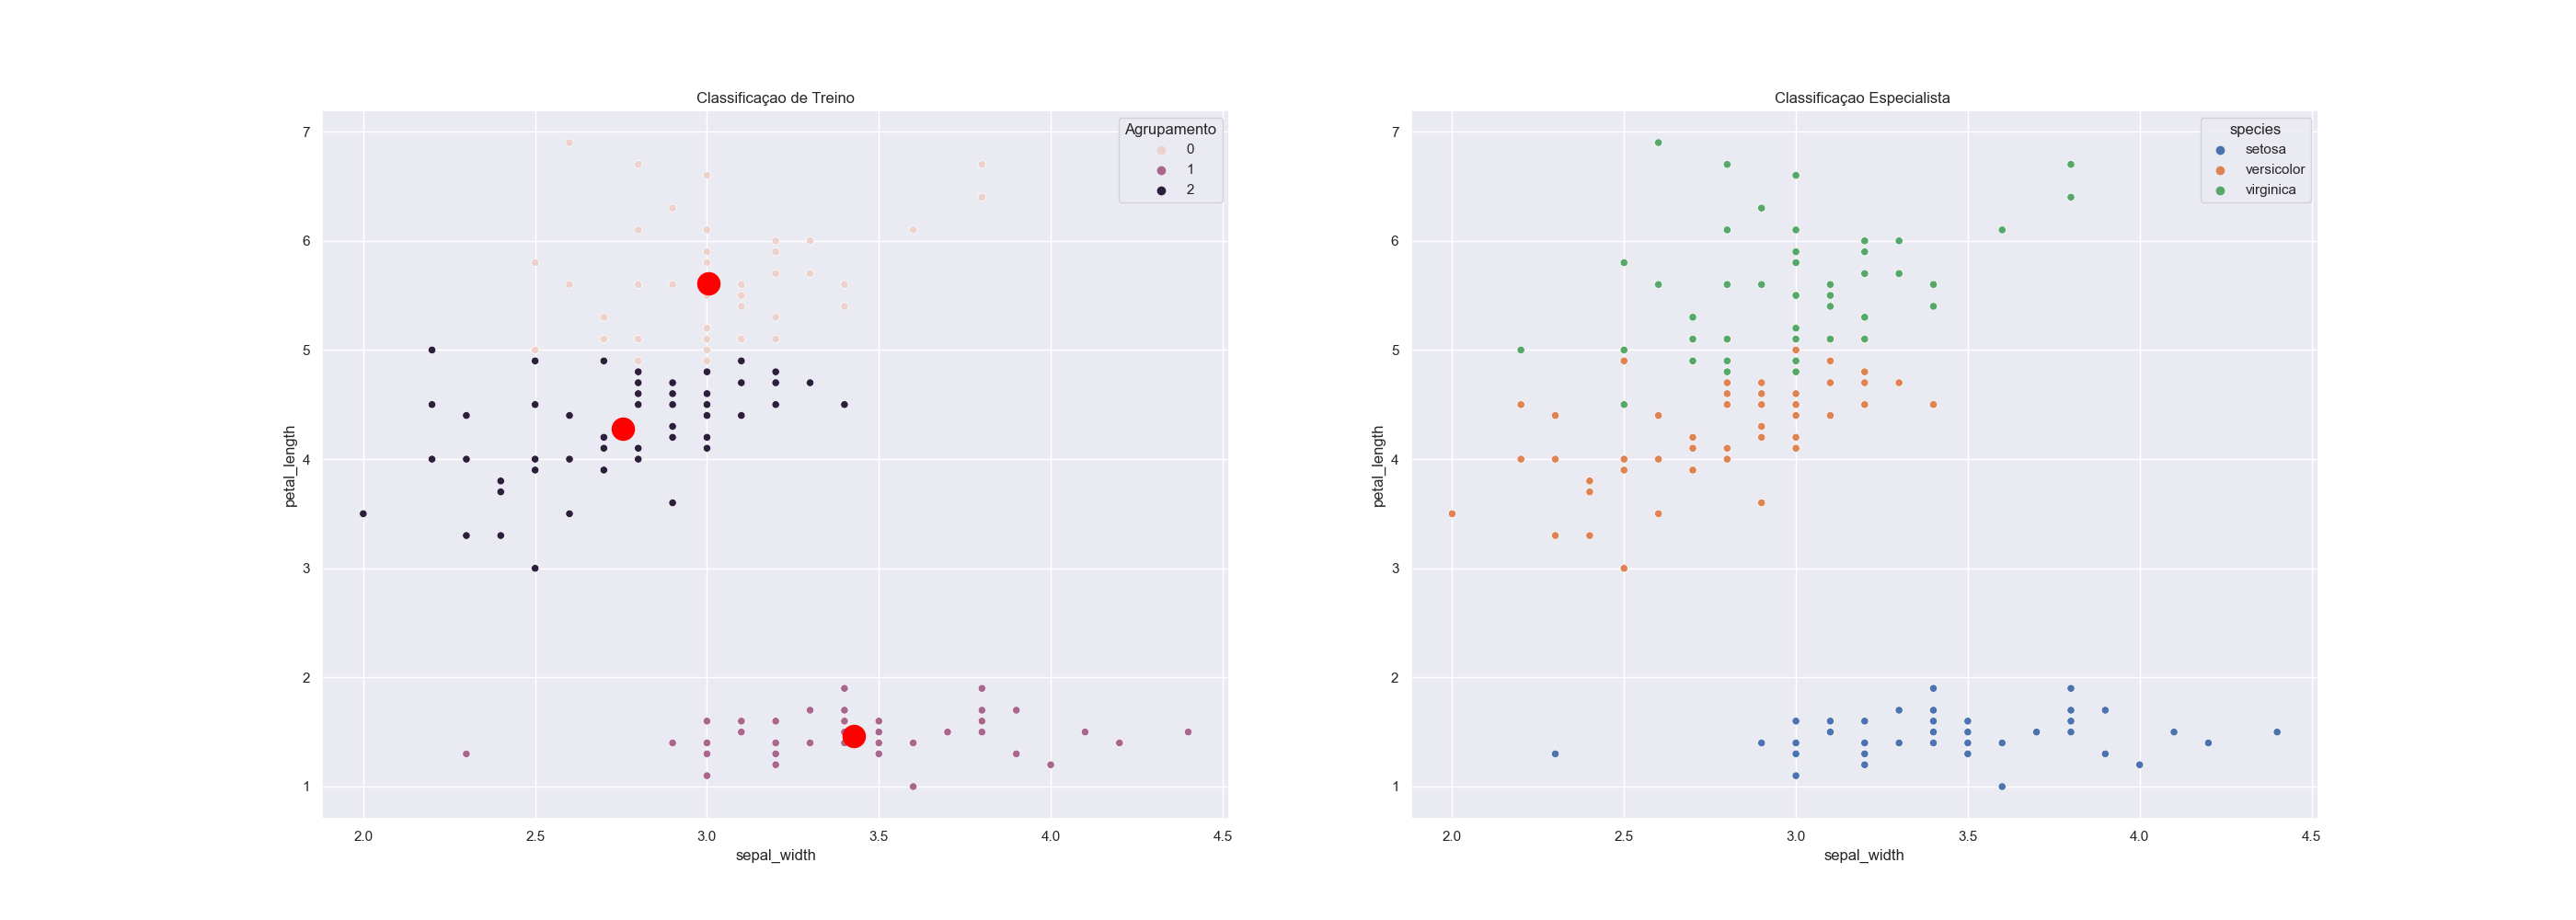 Classificaçao de Treino
Agrupamento
0
1
2
7
6
5
4
3
2
1
petal_length
2.0 2.5 3.0 3.5 4.0 4.5
sepal_width
Classificaçao Especialista
species
setosa
versicolor
virginica
7
6
5
4
3
2
1
petal_length
2.0 2.5 3.0 3.5 4.0 4.5
sepal_width